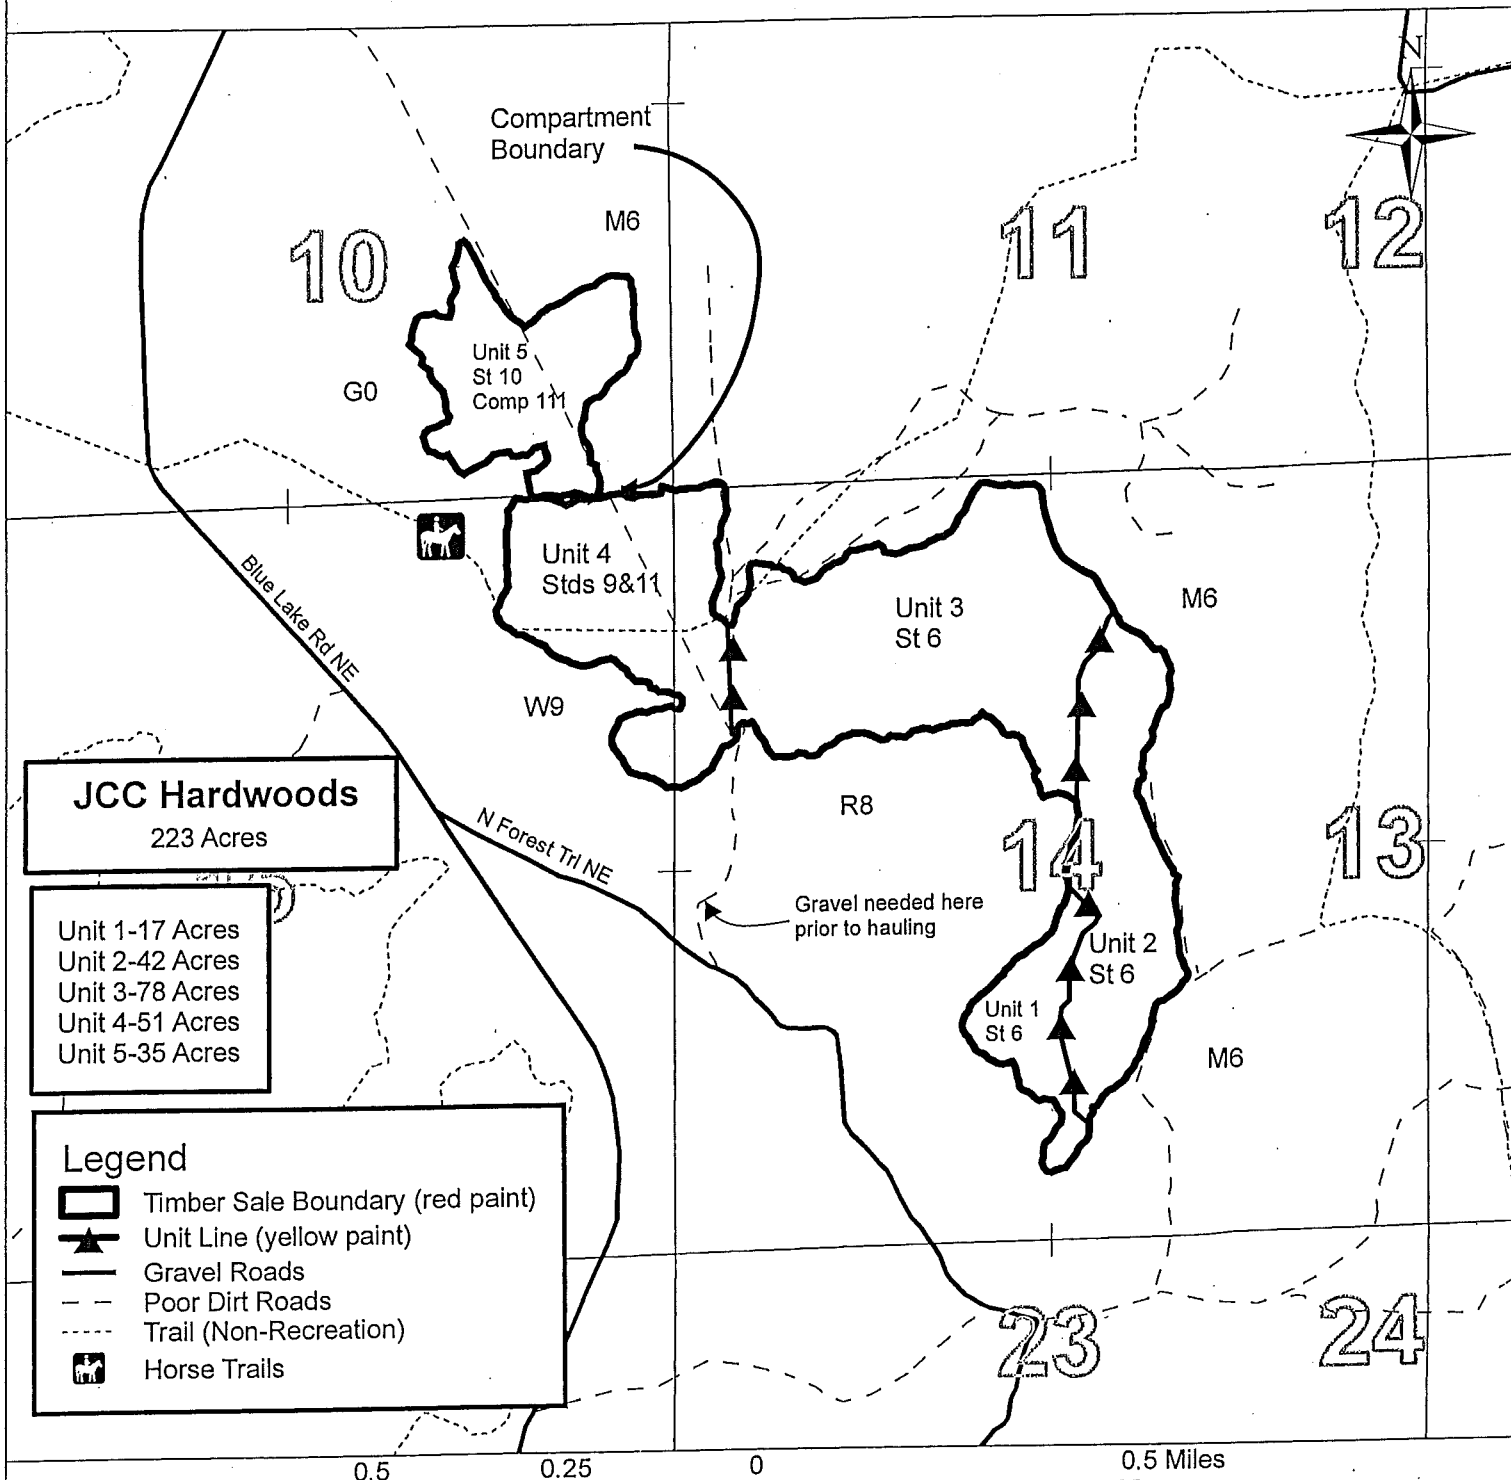 N
Compartment
Boundary
M6
10
11
12
Unit 5
St 10
Comp 111
G0
Unit 4
Stds 9&11
Unit 3
St 6
M6
Blue Lake Rd NE
W9
JCC Hardwoods
223 Acres
R8
N Forest Trl NE
14
13
Gravel needed here
prior to hauling
Unit 1-17 Acres
Unit 2-42 Acres
Unit 3-78 Acres
Unit 4-51 Acres
Unit 5-35 Acres
Unit 2
St 6
Unit 1
St 6
M6
Legend
Timber Sale Boundary (red paint)
Unit Line (yellow paint)
Gravel Roads
Poor Dirt Roads
Trail (Non-Recreation)
Horse Trails
23
24
0.5
0.25
0
0.5 Miles